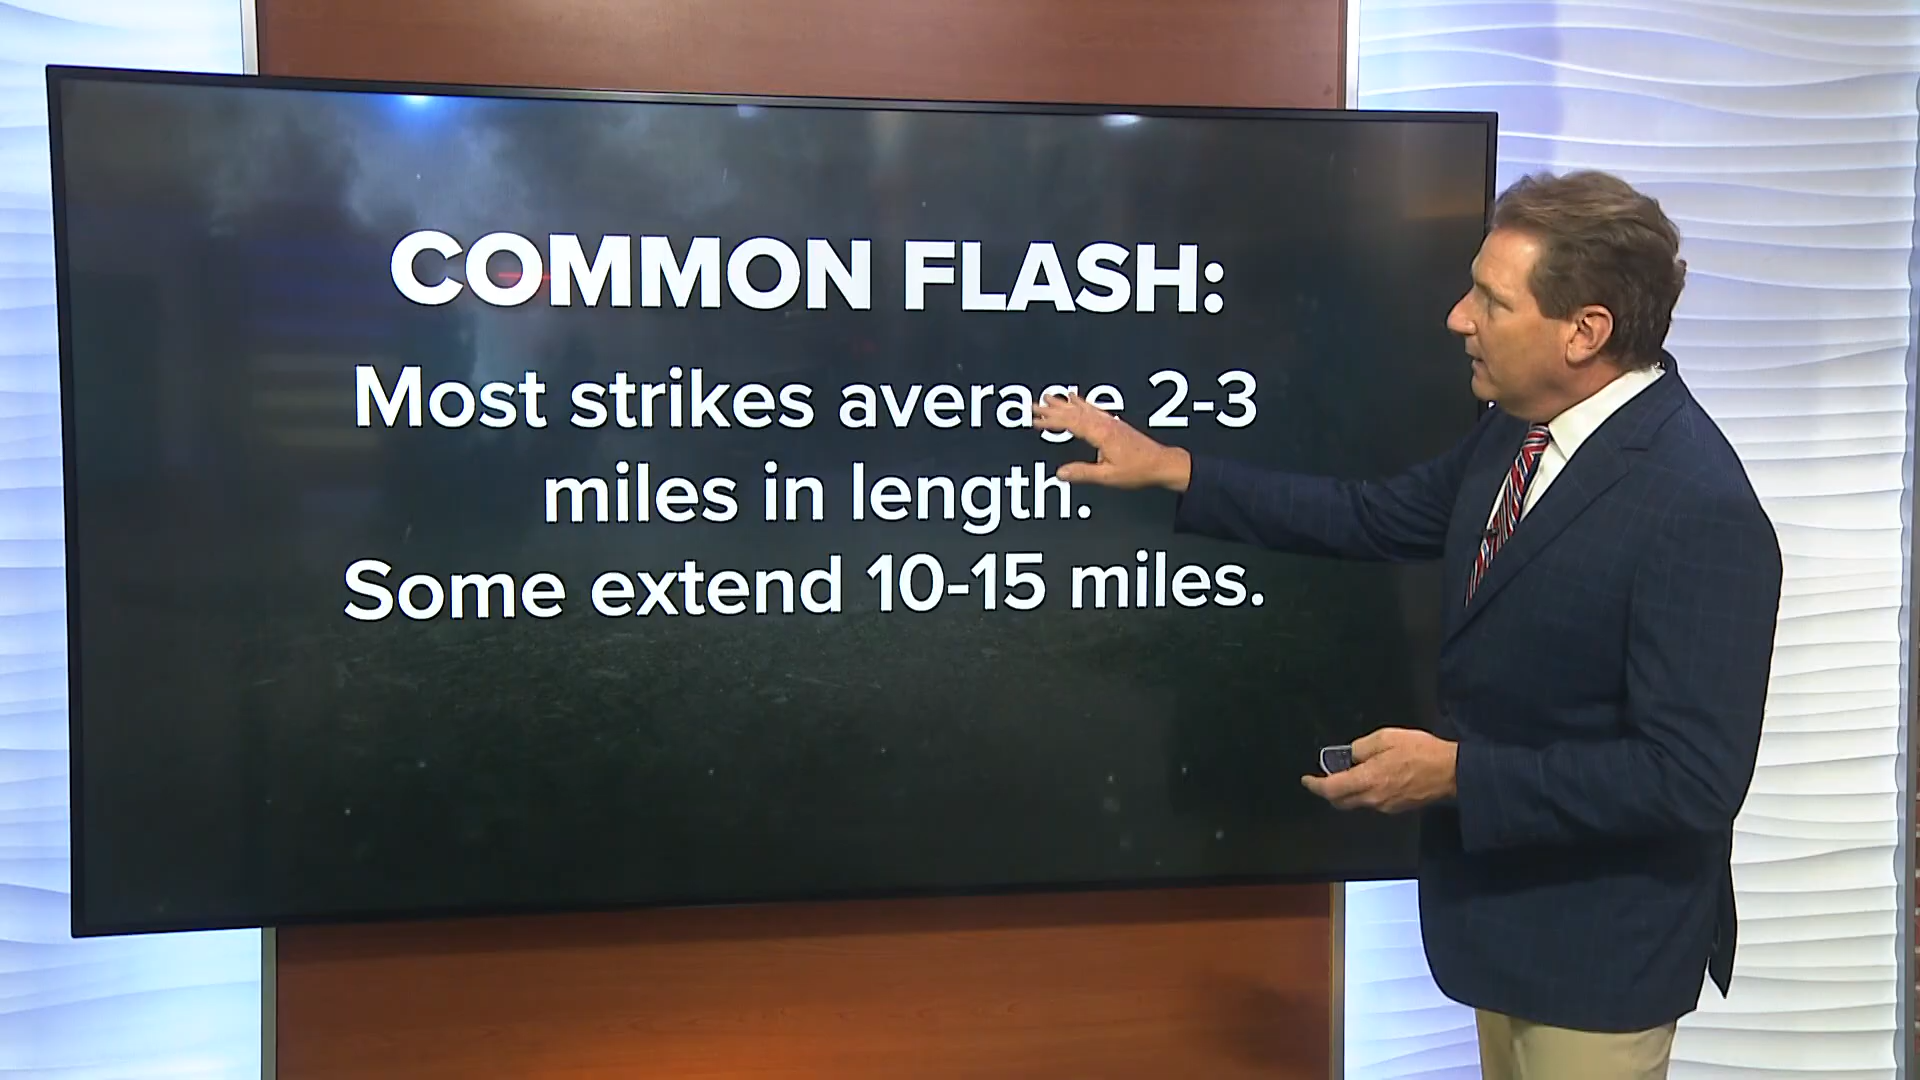 COMMON FLASH:
Most strikes average 2-3
miles in length.
Some extend 10-15 miles.